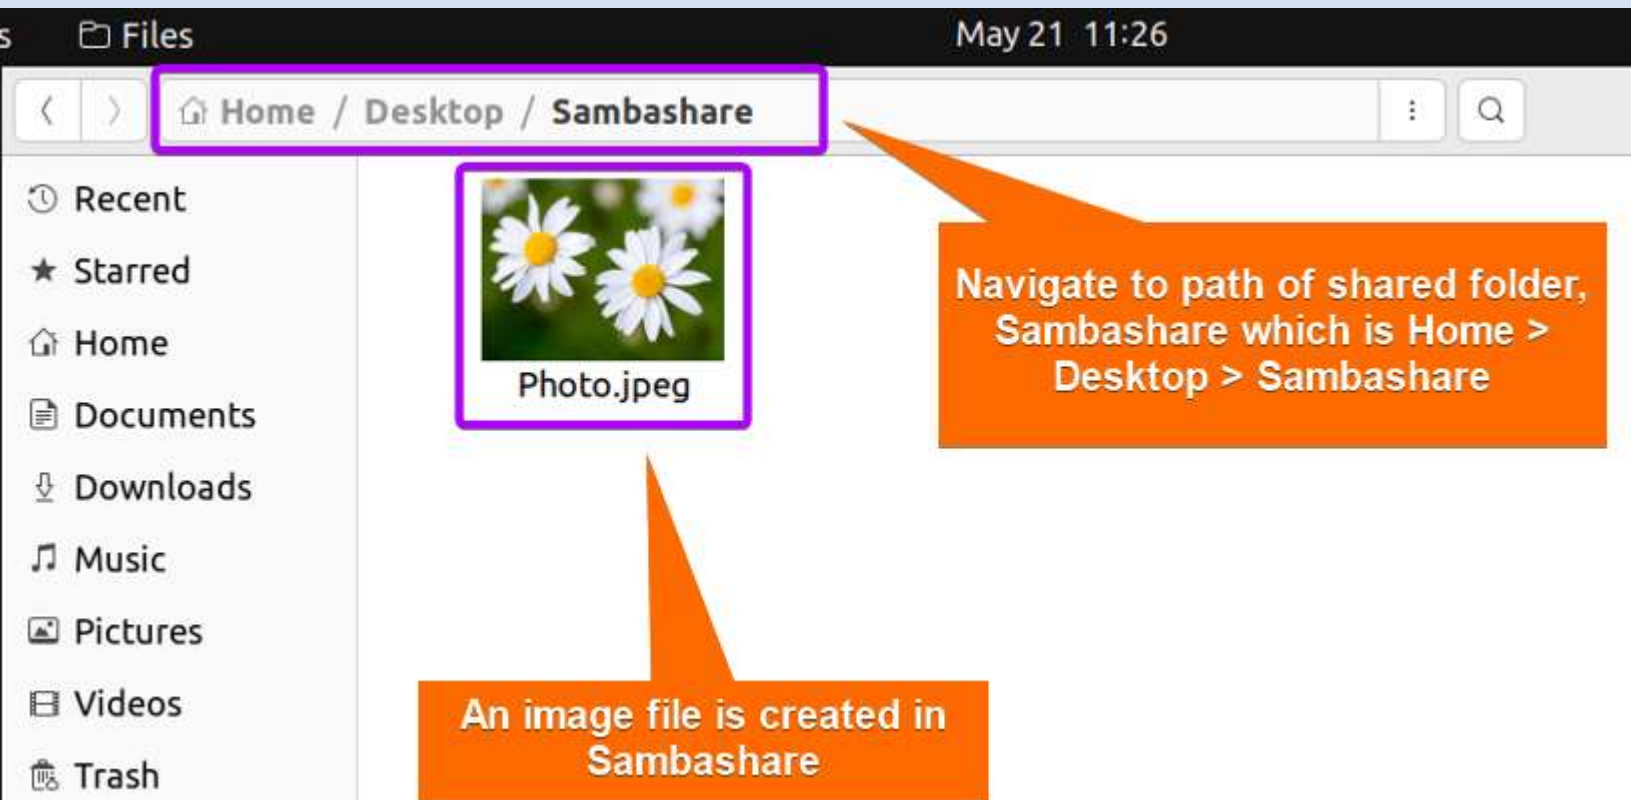 s Files May 21 11:26
Home / Desktop / Sambashare
Recent
Starred
Home
Documents
Downloads
Music
Pictures
Videos
Trash
Photo.jpeg
Navigate to path of shared folder,
Sambashare which is Home >
Desktop > Sambashare
An image file is created in
Sambashare